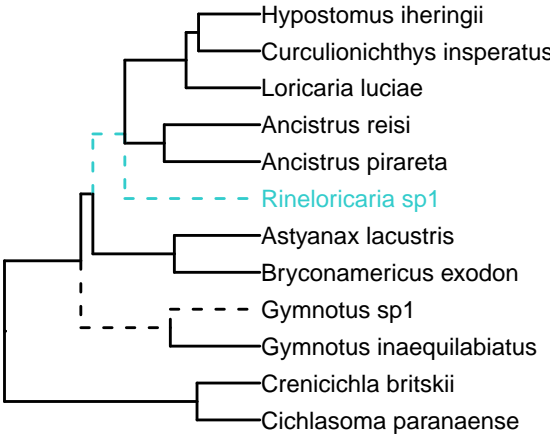 Hypostomus iheringii
Curculionichthys insperatus
Loricaria luciae
Ancistrus reisi
Ancistrus pirareta
Rineloricaria sp1
Astyanax lacustris
Bryconamericus exodon
Gymnotus sp1
Gymnotus inaequilabiatus
Crenicichla britskii
Cichlasoma paranaense